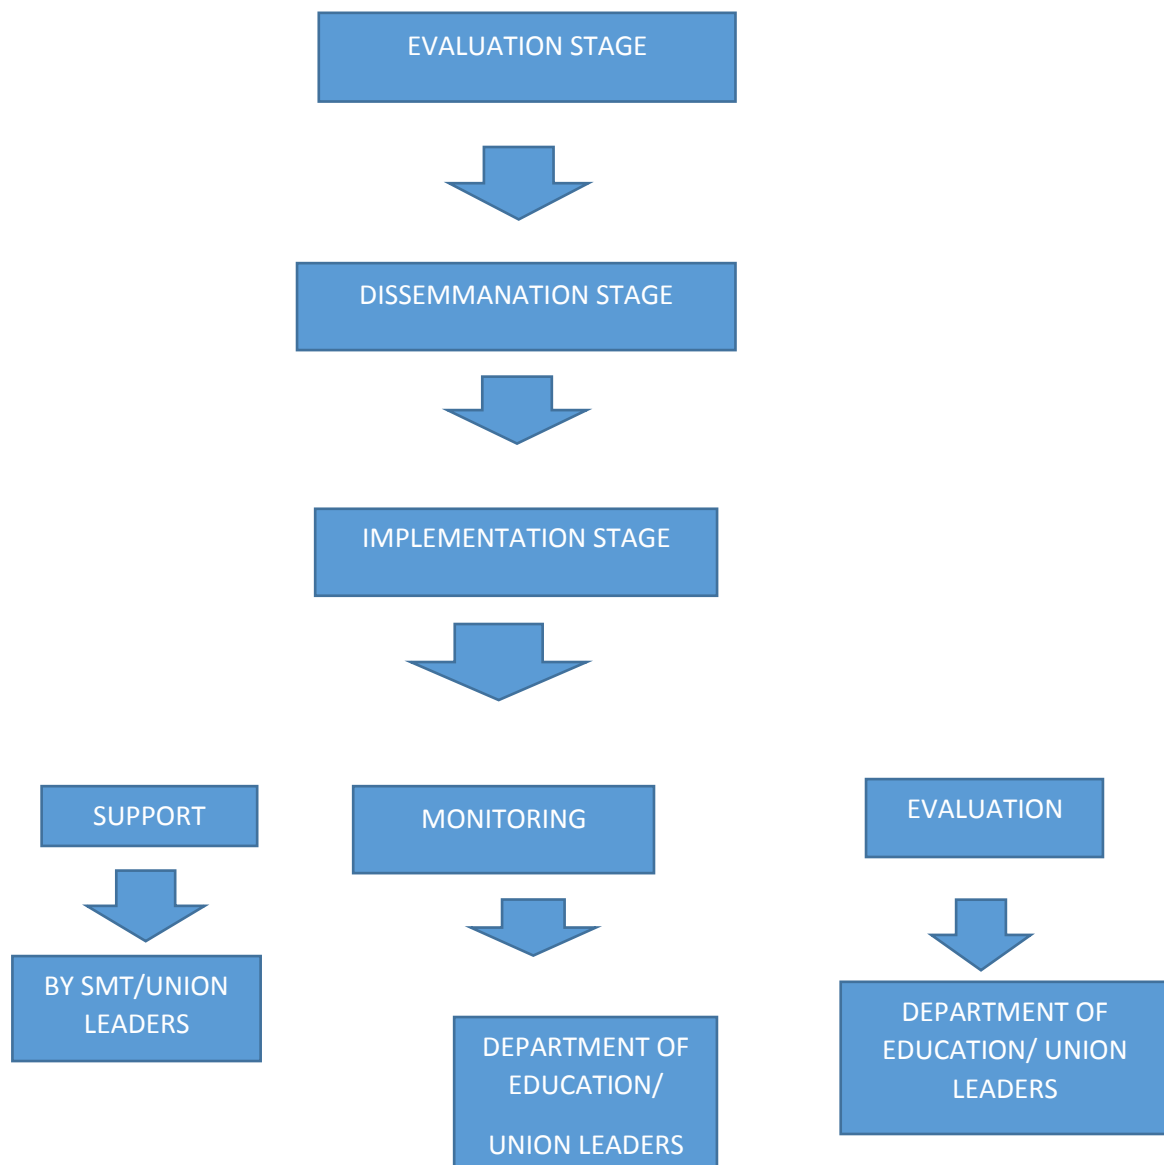 EVALUATION STAGE
DISSEMMANATION STAGE
IMPLEMENTATION STAGE
SUPPORT
MONITORING
EVALUATION
BY SMT/UNION
LEADERS
DEPARTMENT OF
EDUCATION/
UNION LEADERS
DEPARTMENT OF
EDUCATION/ UNION
LEADERS